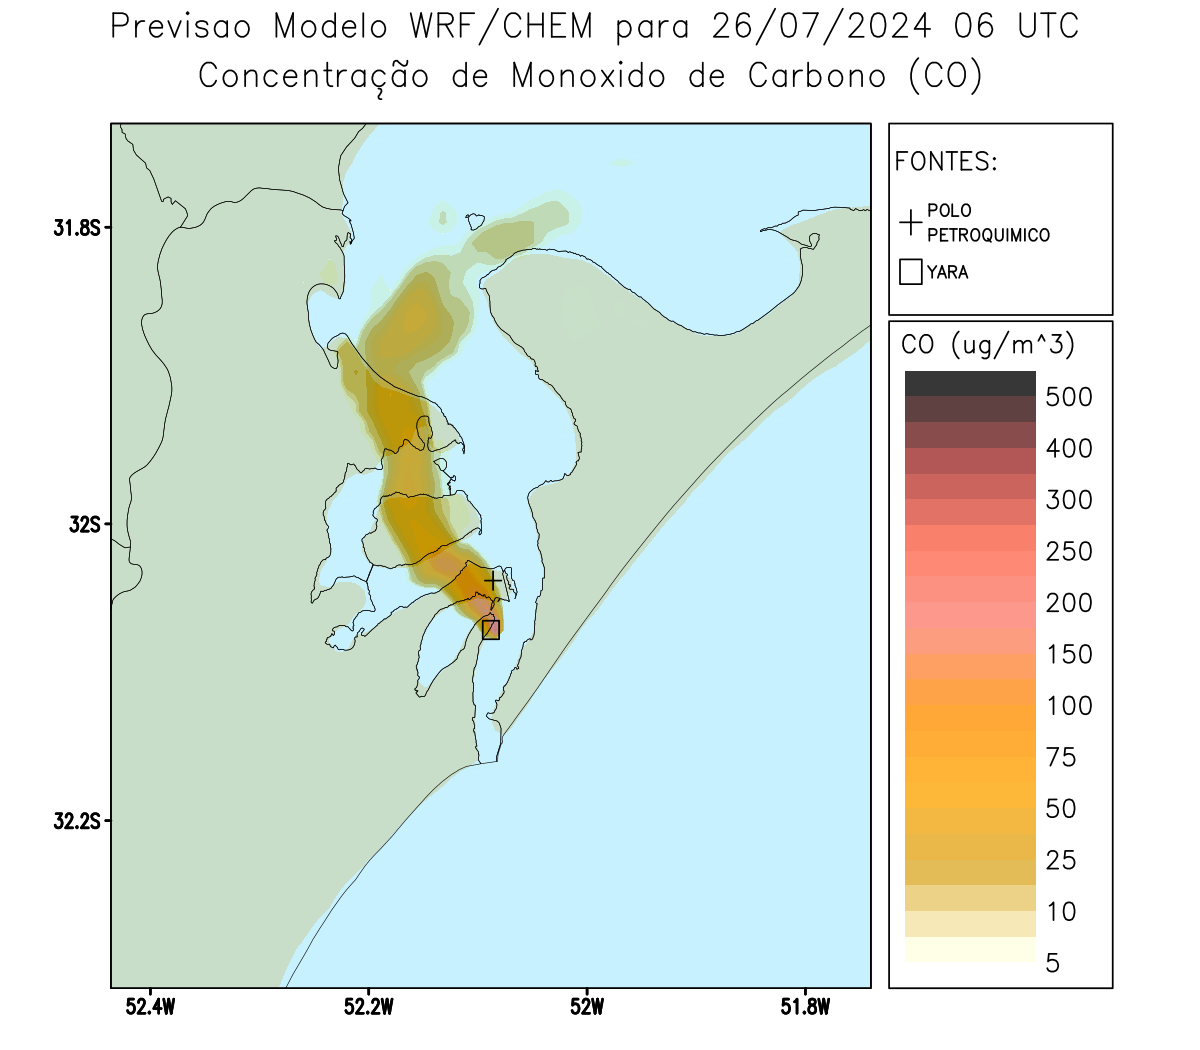 Previsao Modelo WRF/CHEM para 26/07/2024 06 UTC
Concentração de Monoxido de Carbono (CO)
FONTES:
POLO
PETROQUIMICO
YARA
CO (ug/m^3)
500
400
300
250
200
150
100
75
50
25
10
5
31.8S
32S
32.2S
52.4W
52.2W
52W
51.8W